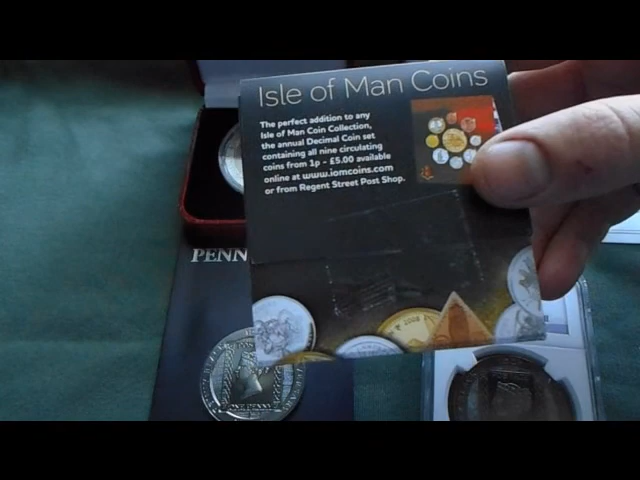 Isle of Man Coins
The perfect addition to any
Isle of Man Coin Collection,
the annual Decimal Coin set
containing all nine circulating
coins from 1p - £5.00 available
online at www.iomcoins.com
or from Regent Street Post Shop.
PENN
ONE PENNY